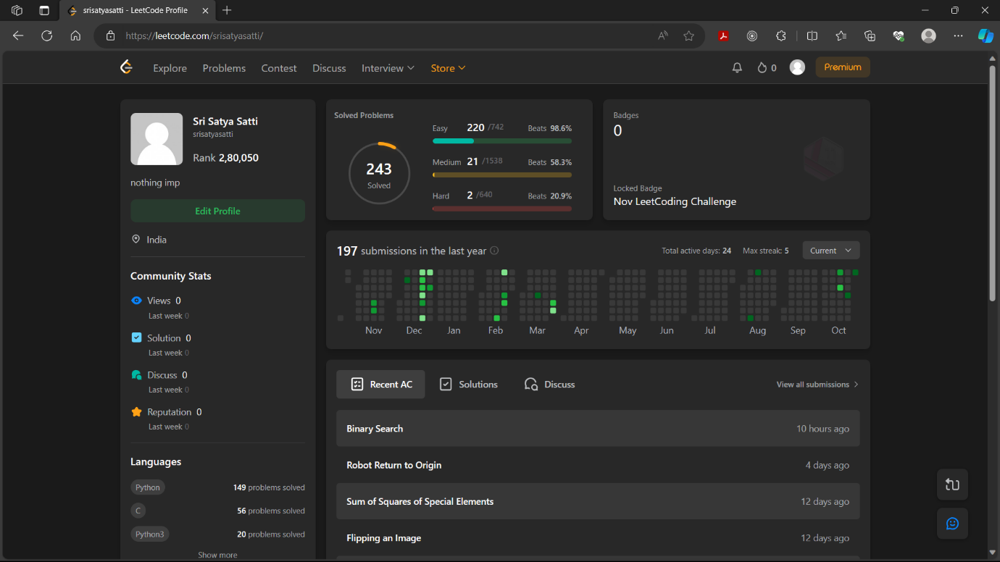 srisatyasatti - LeetCode Profile
https://leetcode.com/srisatyasatti/
Explore Problems Contest Discuss Interview Store 0 Premium
Sri Satya Satti
srisatyasatti
Rank 2,80,050
nothing imp
Edit Profile
India
Community Stats
Views 0
Last week 0
Solution 0
Last week 0
Discuss 0
Last week 0
Reputation 0
Last week 0
Languages
Python 149 problems solved
C 56 problems solved
Python3 20 problems solved
Show more
Solved Problems
243
Solved
Easy 220 /742 Beats 98.6%
Medium 21 /1538 Beats 58.3%
Hard 2 /640 Beats 20.9%
Badges
0
Locked Badge
Nov LeetCoding Challenge
197 submissions in the last year Total active days: 24 Max streak: 5 Current
Nov Dec Jan Feb Mar Apr May Jun Jul Aug Sep Oct
Recent AC Solutions Discuss View all submissions
Binary Search 10 hours ago
Robot Return to Origin 4 days ago
Sum of Squares of Special Elements 12 days ago
Flipping an Image 12 days ago